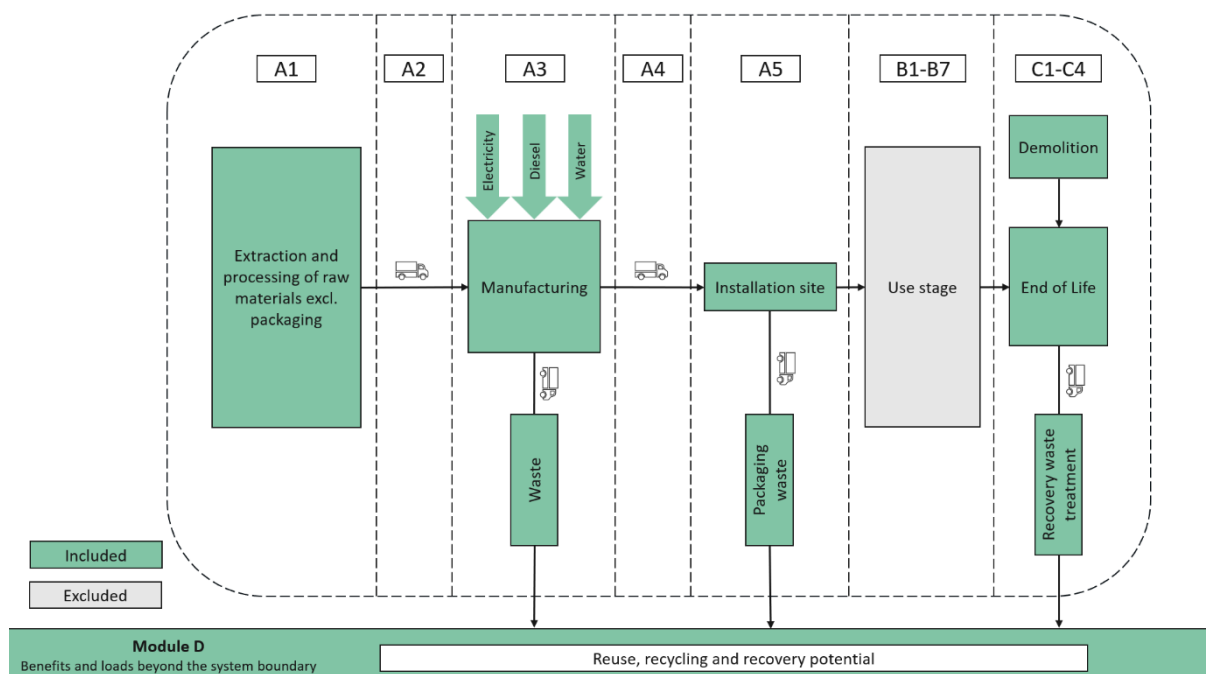 A1
A2
A3
A4
A5
B1-B7
C1-C4
Electricity
Diesel
Water
Demolition
Extraction and
processing of raw
materials excl.
packaging
Manufacturing
Installation site
Use stage
End of Life
Waste
Packaging
waste
Recovery waste
treatment
Included
Excluded
Module D
Benefits and loads beyond the system boundary
Reuse, recycling and recovery potential